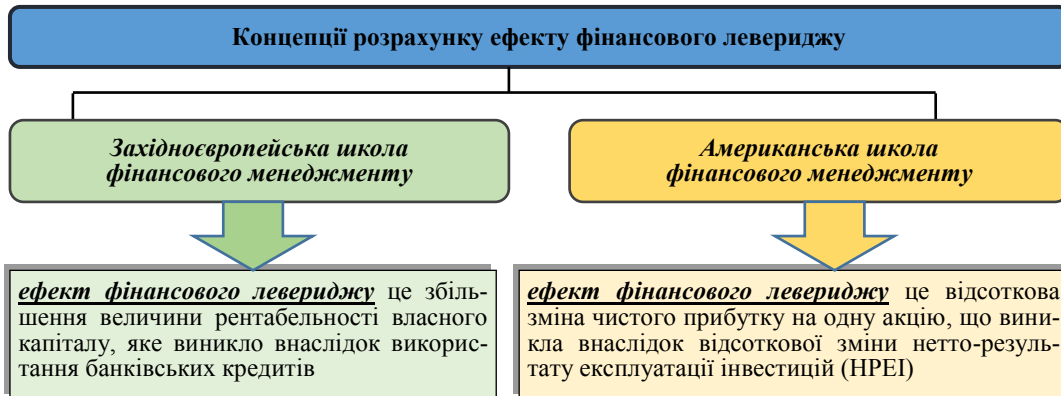 Концепції розрахунку ефекту фінансового левериджу
Західноєвропейська школа
фінансового менеджменту
Американська школа
фінансового менеджменту
ефект фінансового левериджу це збіль-
шення величини рентабельності власного
капіталу, яке виникло внаслідок викорис-
тання банківських кредитів
ефект фінансового левериджу це відсоткова
зміна чистого прибутку на одну акцію, що вини-
кла внаслідок відсоткової зміни нетто-резуль-
тату експлуатації інвестицій (НРЕІ)